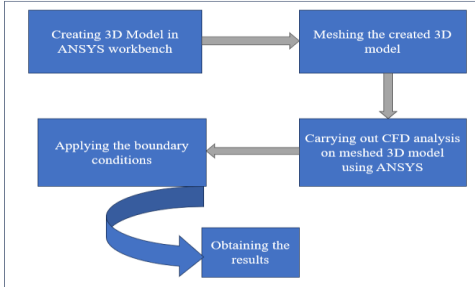 Creating 3D Model in
ANSYS workbench
Meshing the created 3D
model
Carrying out CFD analysis
on meshed 3D model
using ANSYS
Applying the boundary
conditions
Obtaining the
results